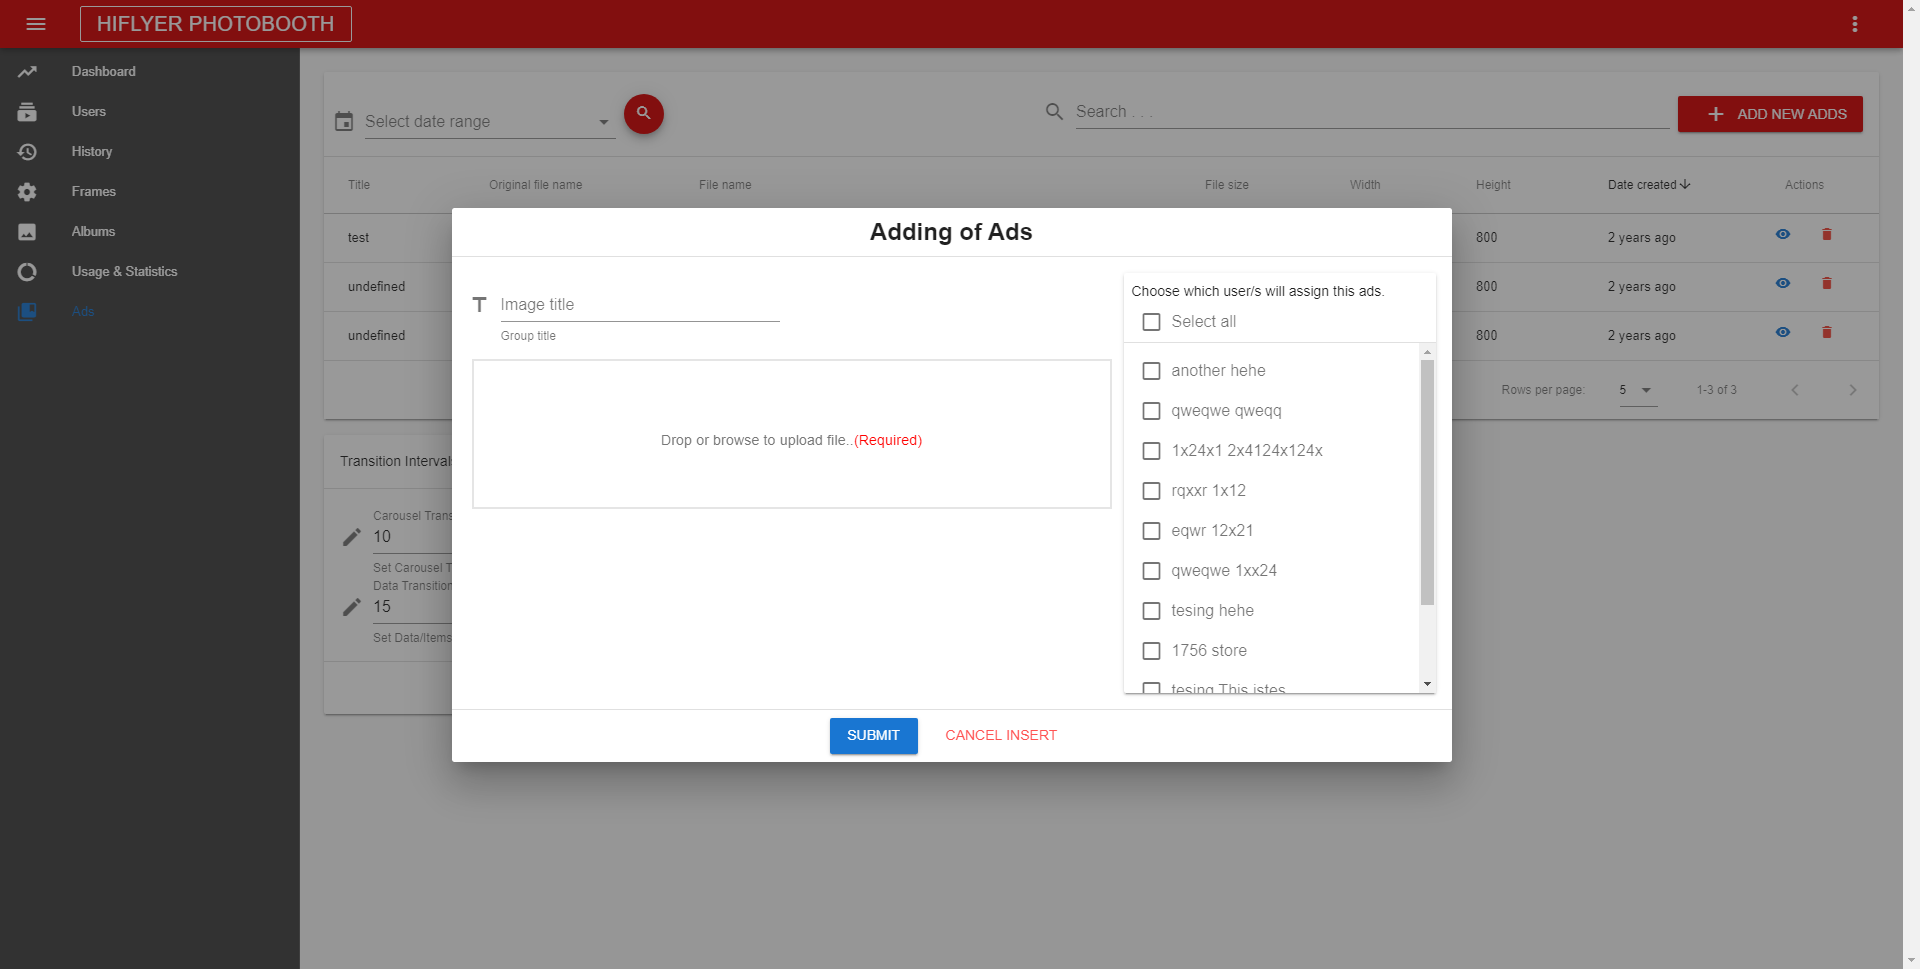 HIFLYER PHOTOBOOTH
Dashboard
Users
History
Frames
Albums
Usage & Statistics
Ads
Select date range
Search . . .
ADD NEW ADDS
Title Original file name File name File size Width Height Date created Actions
test 800 2 years ago
undefined 800 2 years ago
undefined 800 2 years ago
Rows per page: 5 1-3 of 3
Transition Intervals
Carousel Trans
10
Set Carousel T
Data Transition
15
Set Data/Items
Adding of Ads
Image title
Group title
Drop or browse to upload file..(Required)
Choose which user/s will assign this ads.
Select all
another hehe
qweqwe qweqq
1x24x1 2x4124x124x
rqxxr 1x12
eqwr 12x21
qweqwe 1xx24
tesing hehe
1756 store
tesing This istes
SUBMIT CANCEL INSERT